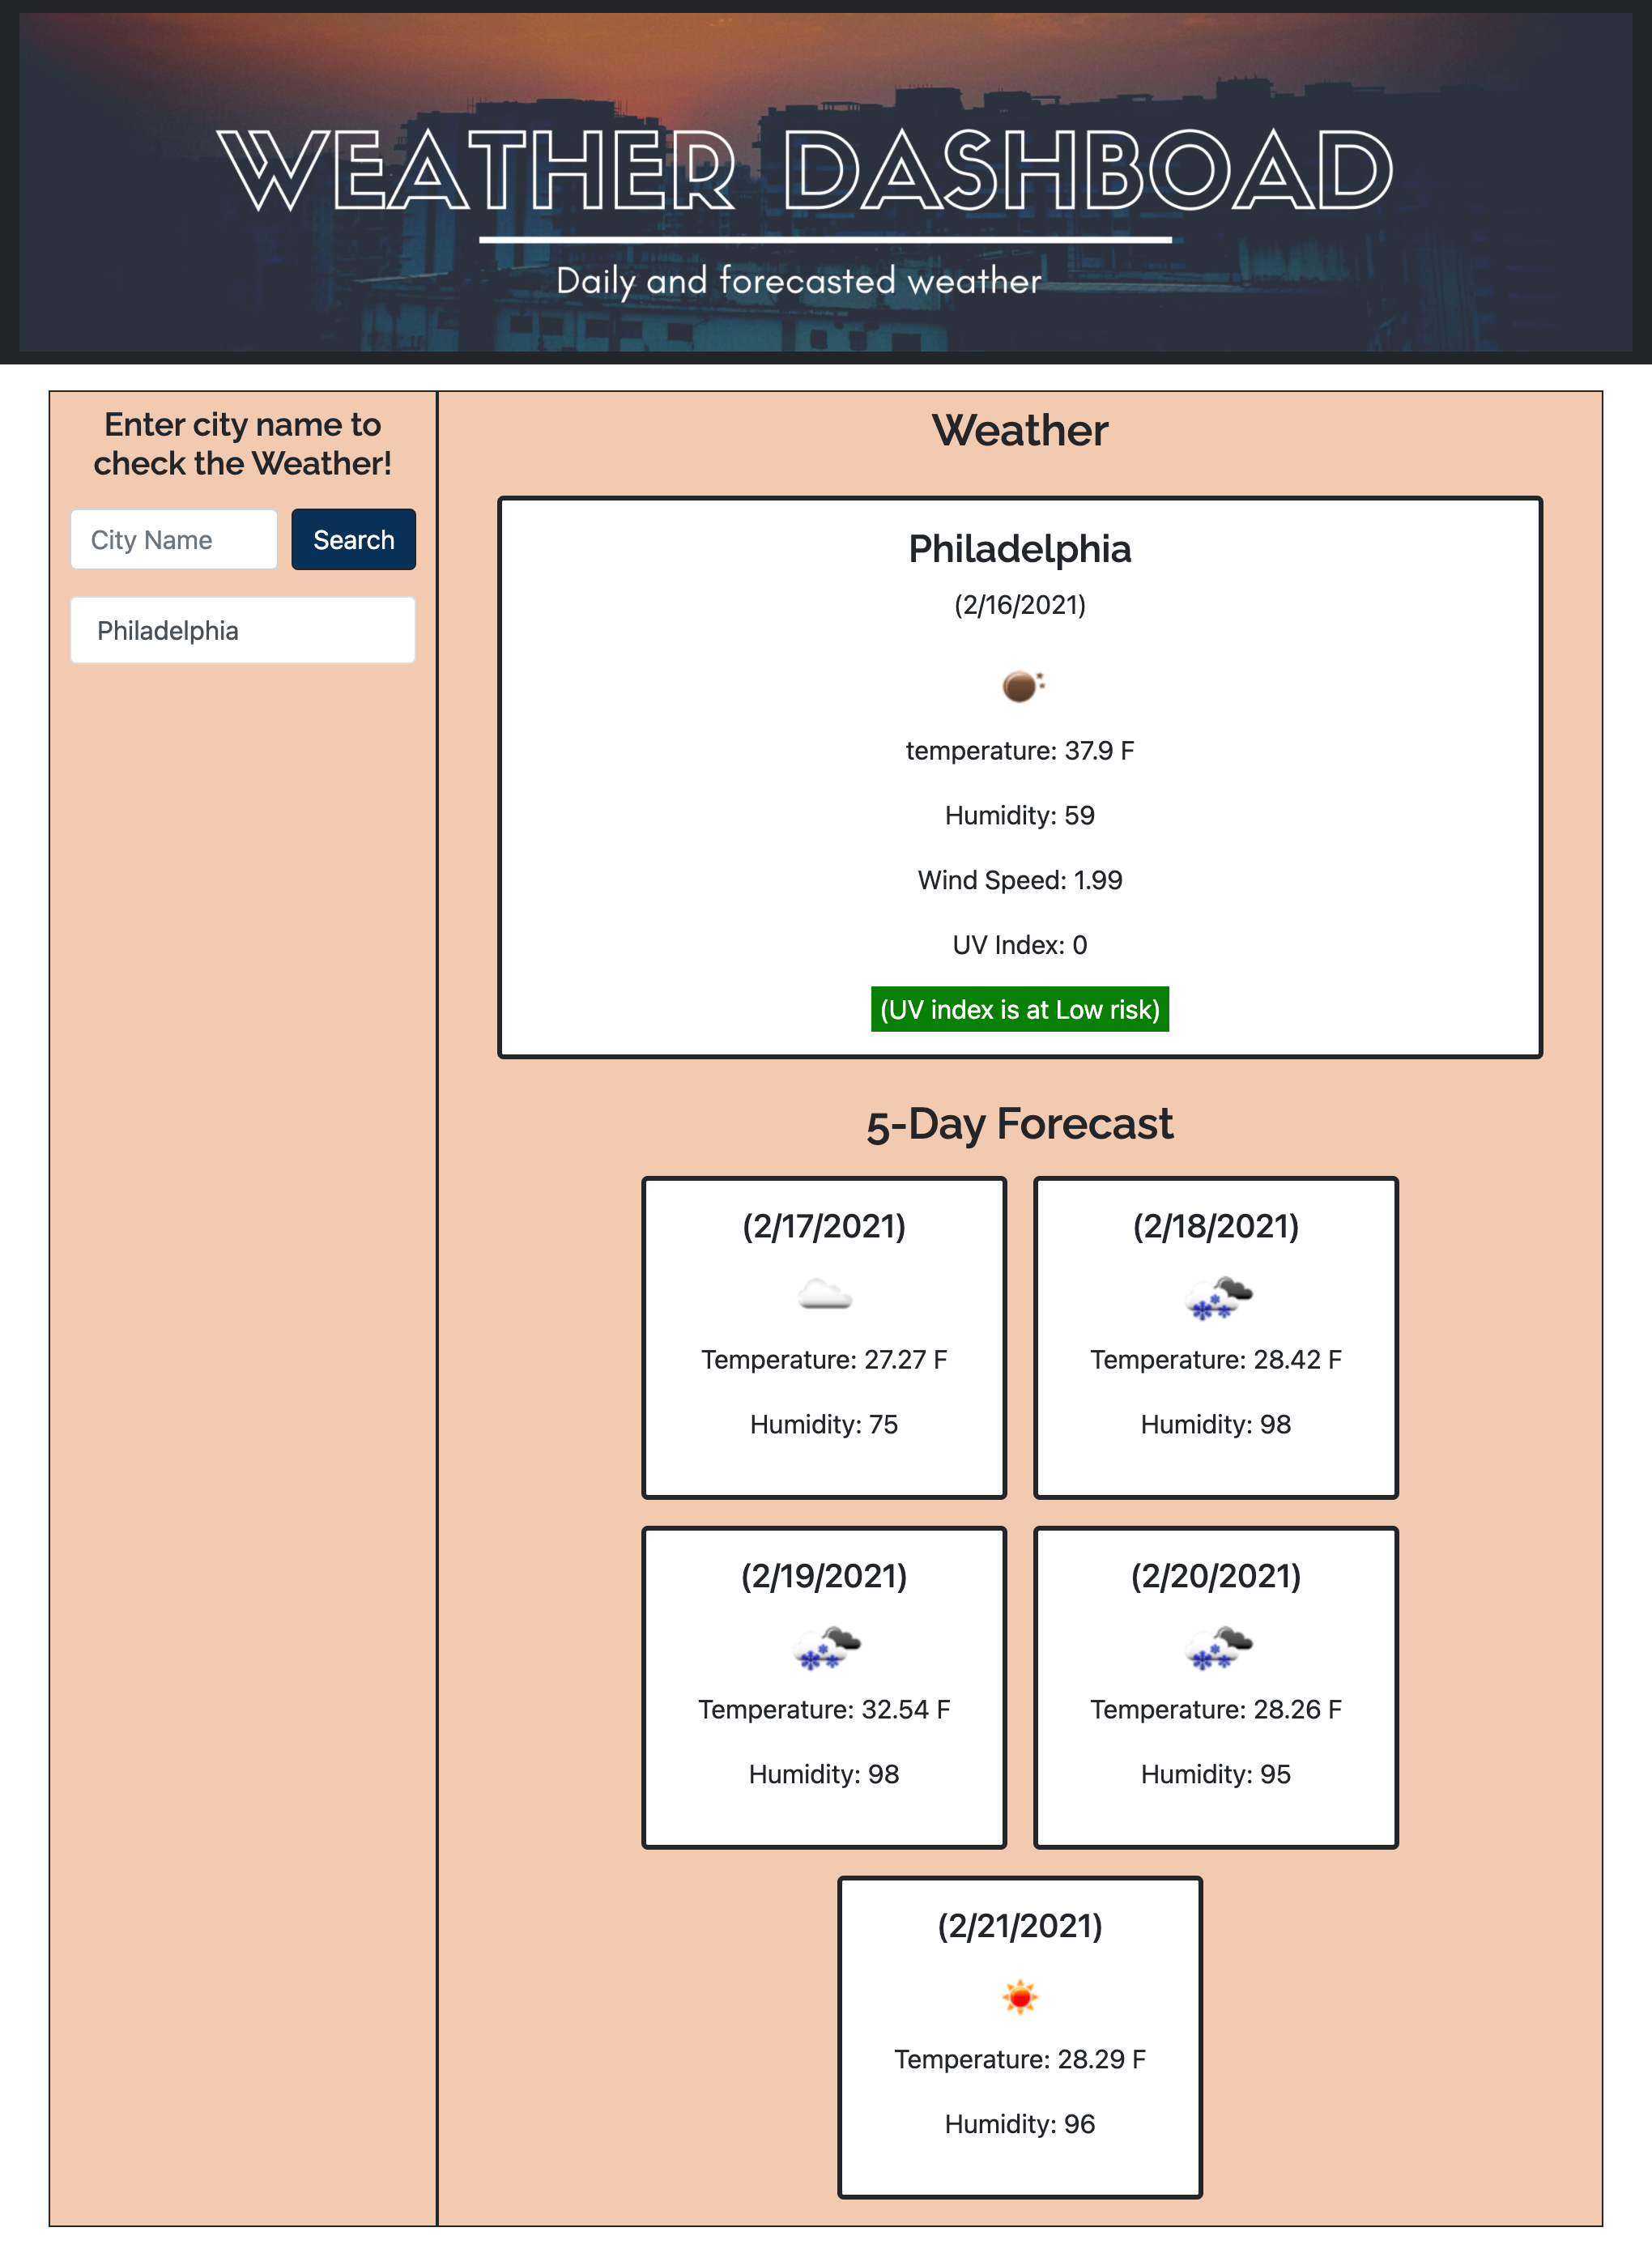 WEATHER DASHBOAD
Daily and forecasted weather
Enter city name to
check the Weather!
City Name
Search
Philadelphia
Weather
Philadelphia
(2/16/2021)
temperature: 37.9 F
Humidity: 59
Wind Speed: 1.99
UV Index: 0
(UV index is at Low risk)
5-Day Forecast
(2/17/2021)
Temperature: 27.27 F
Humidity: 75
(2/18/2021)
Temperature: 28.42 F
Humidity: 98
(2/19/2021)
Temperature: 32.54 F
Humidity: 98
(2/20/2021)
Temperature: 28.26 F
Humidity: 95
(2/21/2021)
Temperature: 28.29 F
Humidity: 96